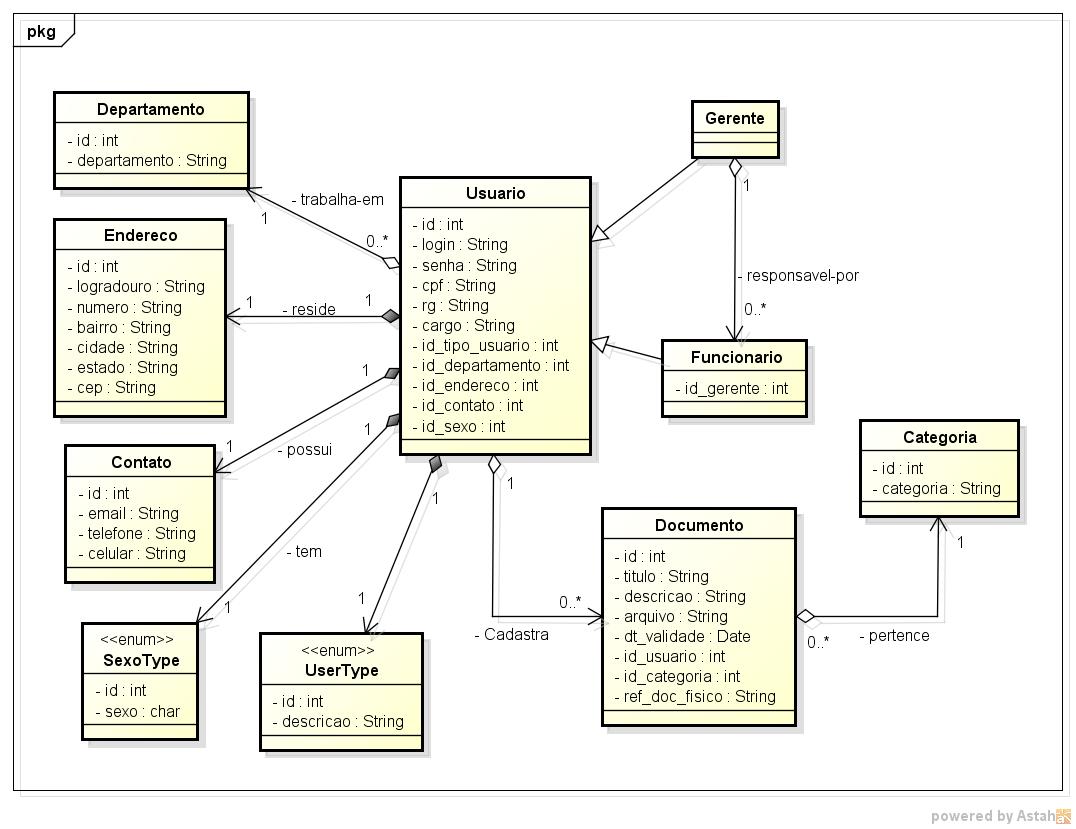 pkg
Departamento
- id : int
- departamento : String
Gerente
1
- responsavel-por
0..*
- trabalha-em
1
0..*
Usuario
- id : int
- login : String
- senha : String
- cpf : String
- rg : String
- cargo : String
- id_tipo_usuario : int
- id_departamento : int
- id_endereco : int
- id_contato : int
- id_sexo : int
Endereco
- id : int
- logradouro : String
- numero : String
- bairro : String
- cidade : String
- estado : String
- cep : String
1
- reside
1
Funcionario
- id_gerente : int
1
1
- possui
Contato
- id : int
- email : String
- telefone : String
- celular : String
1
- tem
1
Categoria
- id : int
- categoria : String
1
1
1
- Cadastra
0..*
Documento
- id : int
- titulo : String
- descricao : String
- arquivo : String
- dt_validade : Date
- id_usuario : int
- id_categoria : int
- ref_doc_fisico : String
0..*
- pertence
1
<<enum>>
SexoType
- id : int
- sexo : char
<<enum>>
UserType
- id : int
- descricao : String
powered by Astah